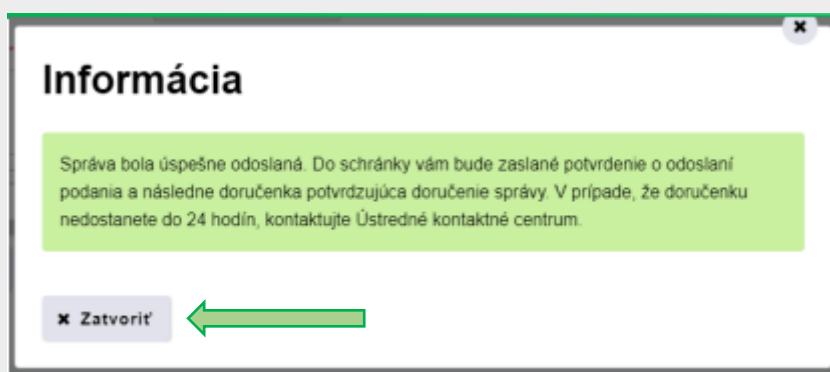 Informácia
Správa bola úspešne odoslaná. Do schránky vám bude zaslané potvrdenie o odoslaní
podania a následne doručenka potvrdzujúca doručenie správy. V prípade, že doručenku
nedostanete do 24 hodín, kontaktujte Ústredné kontaktné centrum.
✖ Zatvoriť